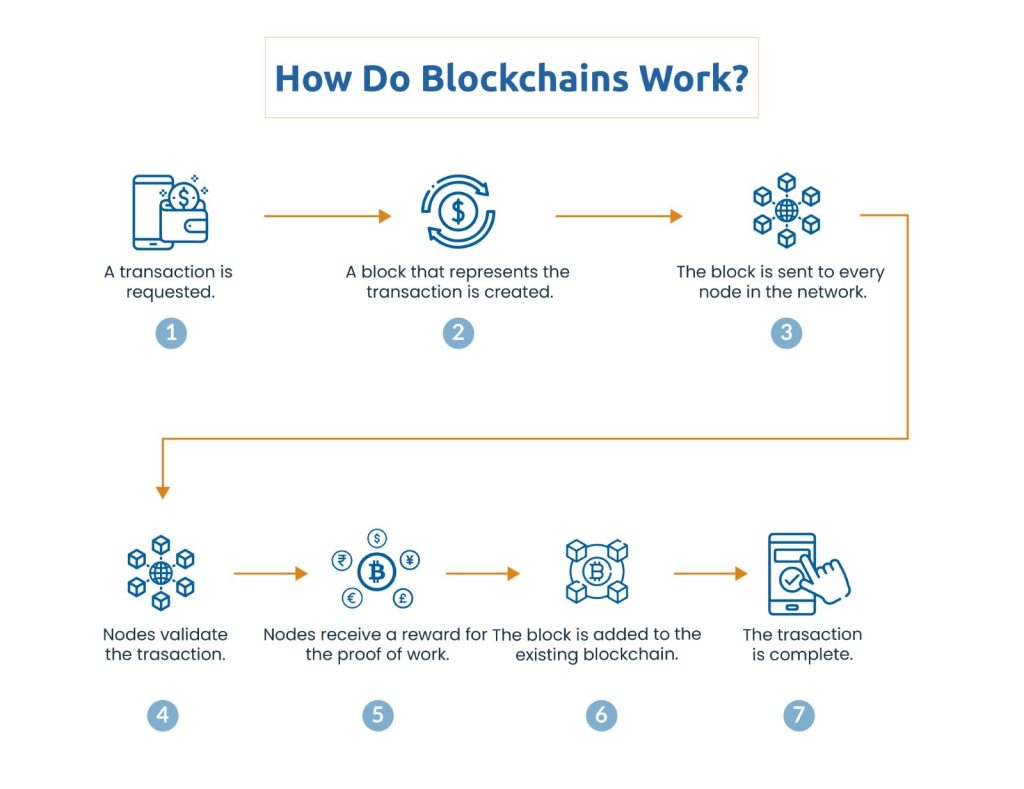 How Do Blockchains Work?
A transaction is
requested.
1
A block that represents the
transaction is created.
2
The block is sent to every
node in the network.
3
Nodes validate
the trasaction.
4
Nodes receive a reward for
the proof of work.
5
The block is added to the
existing blockchain.
6
The trasaction
is complete.
7